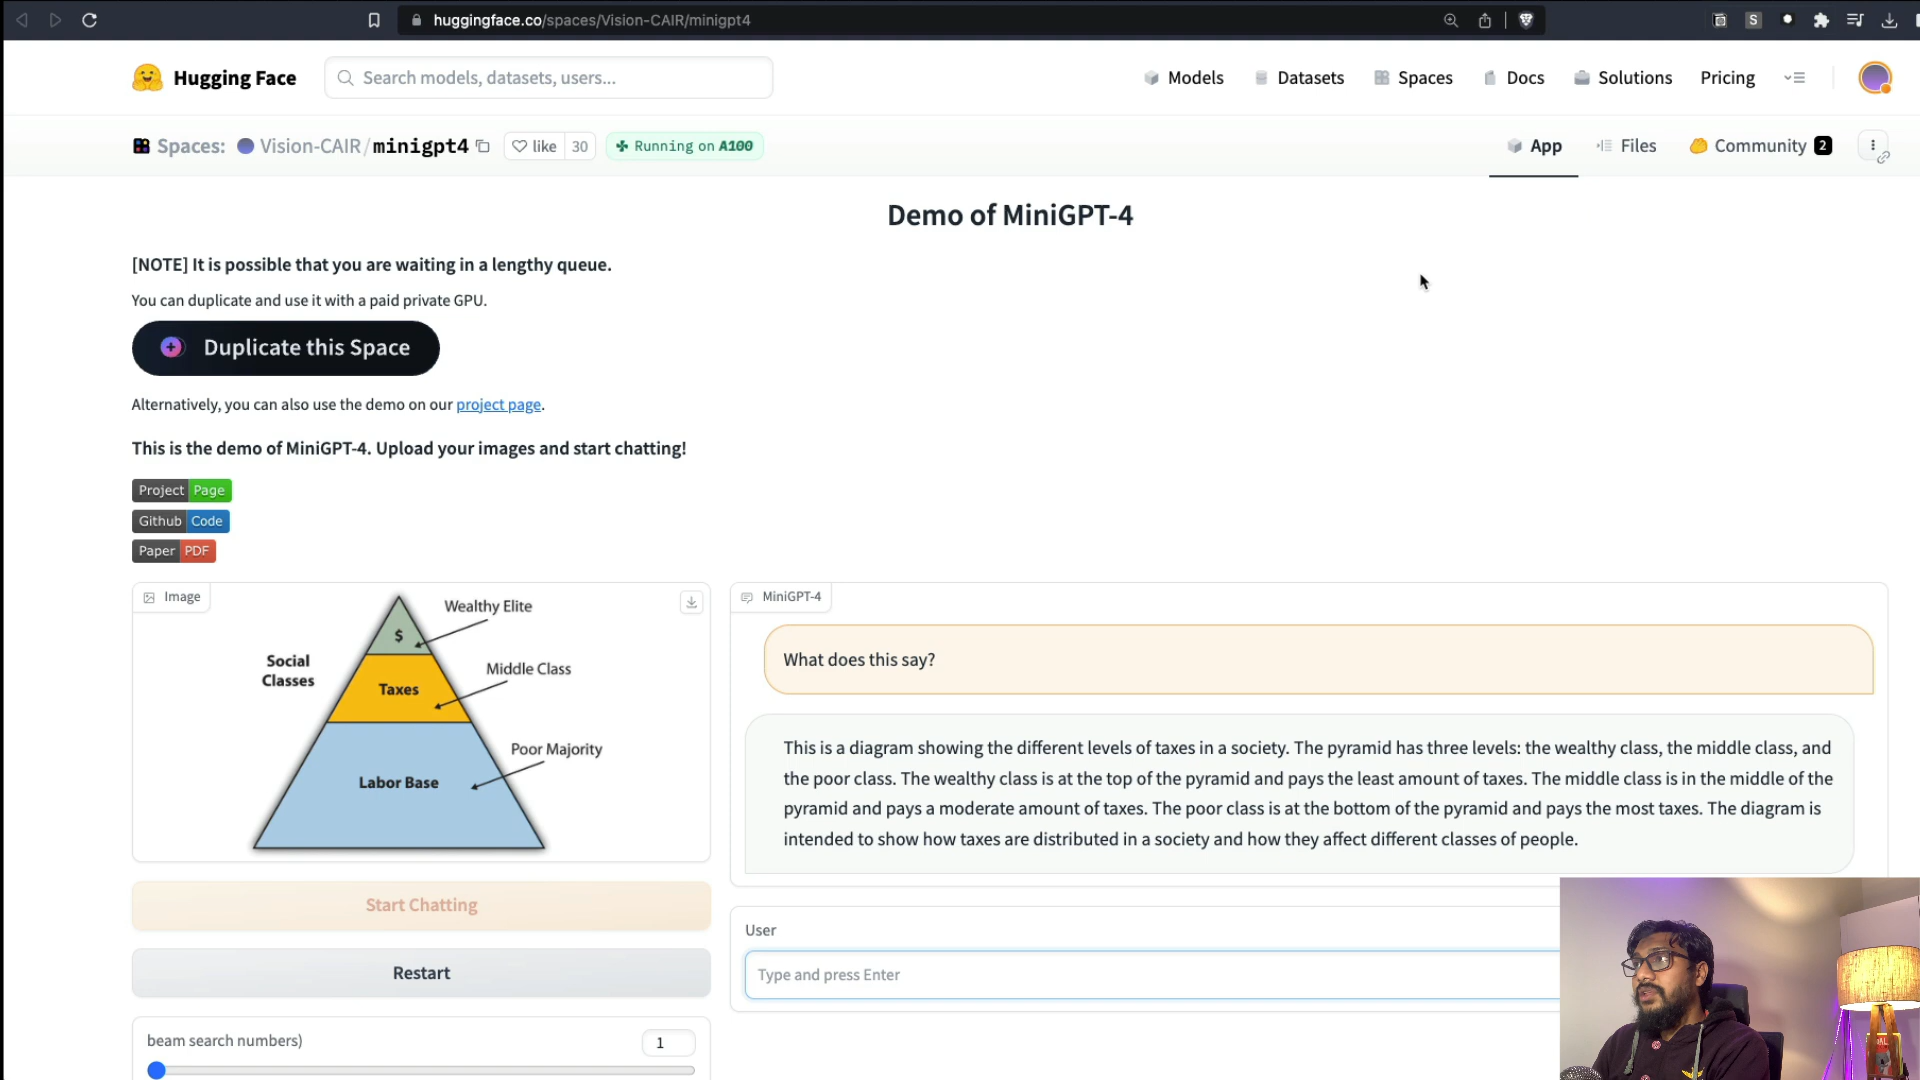 huggingface.co/spaces/Vision-CAIR/minigpt4
S
Hugging Face
Search models, datasets, users...
Models
Datasets
Spaces
Docs
Solutions
Pricing
Spaces:
Vision-CAIR/minigpt4
like 30
Running on A100
App
Files
Community 2
Demo of MiniGPT-4
[NOTE] It is possible that you are waiting in a lengthy queue.
You can duplicate and use it with a paid private GPU.
Duplicate this Space
Alternatively, you can also use the demo on our project page.
This is the demo of MiniGPT-4. Upload your images and start chatting!
Project Page
Github Code
Paper PDF
Image
Wealthy Elite
$
Social
Classes
Middle Class
Taxes
Poor Majority
Labor Base
MiniGPT-4
What does this say?
This is a diagram showing the different levels of taxes in a society. The pyramid has three levels: the wealthy class, the middle class, and
the poor class. The wealthy class is at the top of the pyramid and pays the least amount of taxes. The middle class is in the middle of the
pyramid and pays a moderate amount of taxes. The poor class is at the bottom of the pyramid and pays the most taxes. The diagram is
intended to show how taxes are distributed in a society and how they affect different classes of people.
Start Chatting
Restart
User
Type and press Enter
beam search numbers)
1